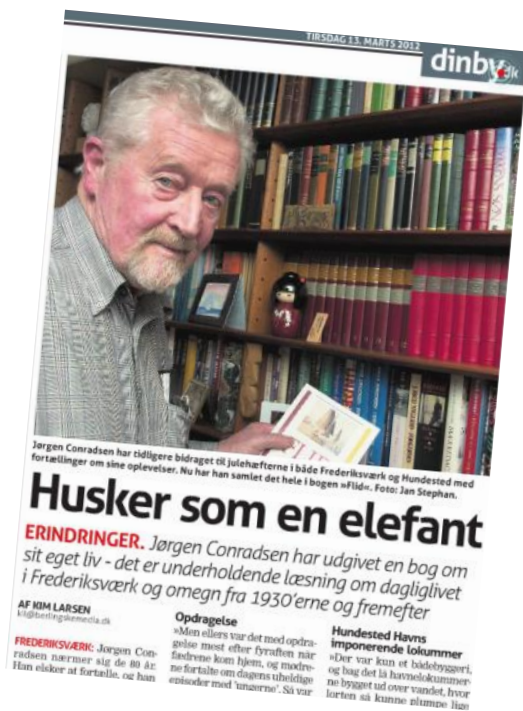 TIRSDAG 13. MARTS 2012
dinby.dk
Jørgen Conradsen har tidligere bidraget til julehæfterne i både Frederiksværk og Hundested med
fortællinger om sine oplevelser. Nu har han samlet det hele i bogen »Flid«. Foto: Jan Stephan.
Husker som en elefant
ERINDRINGER. Jørgen Conradsen har udgivet en bog om
sit eget liv - det er underholdende læsning om dagliglivet
i Frederiksværk og omegn fra 1930'erne og fremefter
AF KIM LARSEN
kil@berlingskemedia.dk
FREDERIKSVÆRK: Jørgen Con-
radsen nærmer sig de 80 år.
Han elsker at fortælle, og han
Opdragelse
»Men ellers var det med opdra-
gelse mest efter fyraften når
fædrene kom hjem, og mødre-
ne fortalte om dagens uheldige
episoder med 'ungerne'. Så var
Hundested Havns
imponerende lokummer
»Der var kun et bådebyggeri,
og bag det lå havnelokummer-
ne bygget ud over vandet, hvor
lorten så kunne plumpe lige